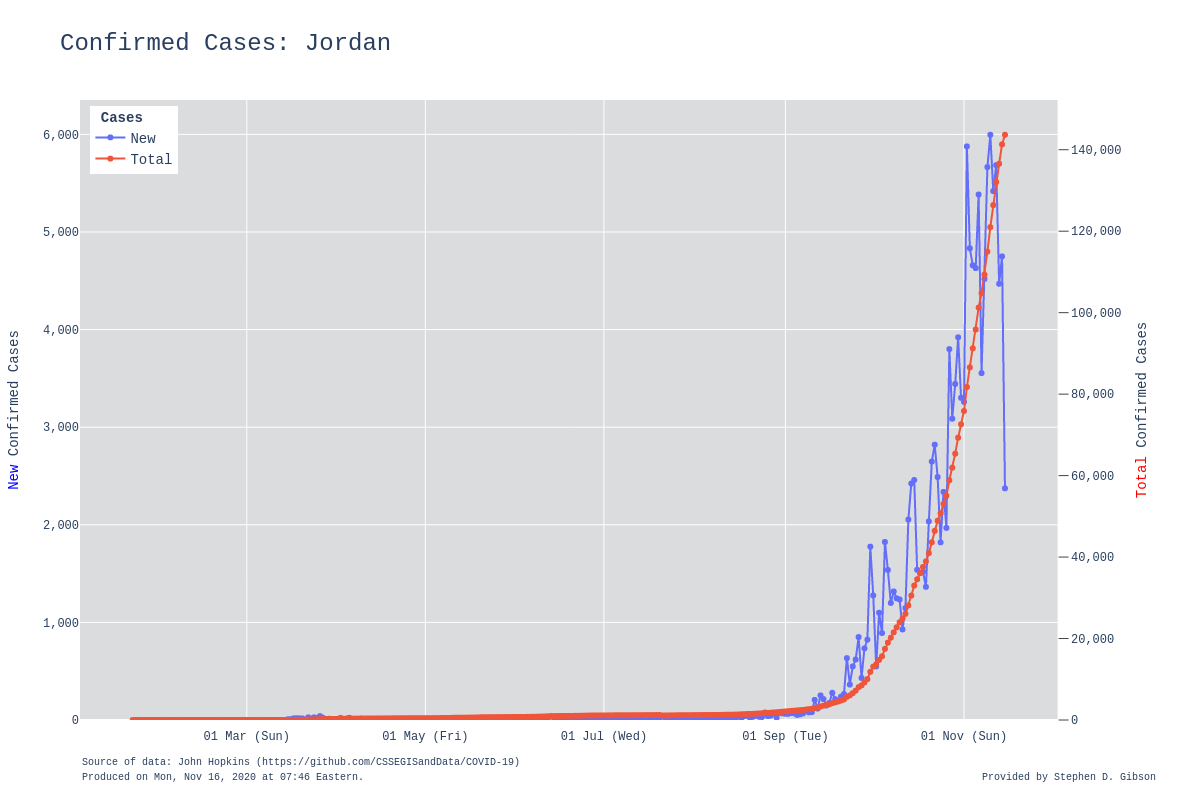 Confirmed Cases: Jordan
Cases
New
Total
6,000
5,000
4,000
3,000
2,000
1,000
0
New Confirmed Cases
140,000
120,000
100,000
80,000
60,000
40,000
20,000
0
Total Confirmed Cases
01 Mar (Sun)
01 May (Fri)
01 Jul (Wed)
01 Sep (Tue)
01 Nov (Sun)
Source of data: John Hopkins (https://github.com/CSSEGISandData/COVID-19)
Produced on Mon, Nov 16, 2020 at 07:46 Eastern.
Provided by Stephen D. Gibson